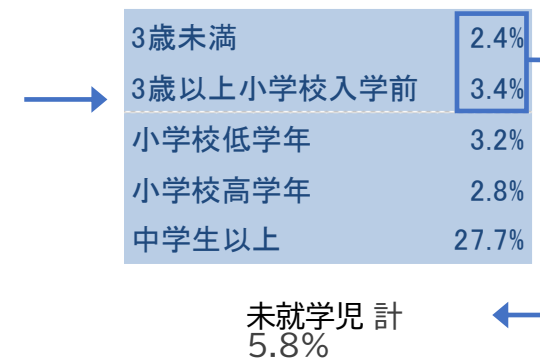 3歳未満 2.4%
3歳以上小学校入学前 3.4%
小学校低学年 3.2%
小学校高学年 2.8%
中学生以上 27.7%
未就学児 計
5.8%